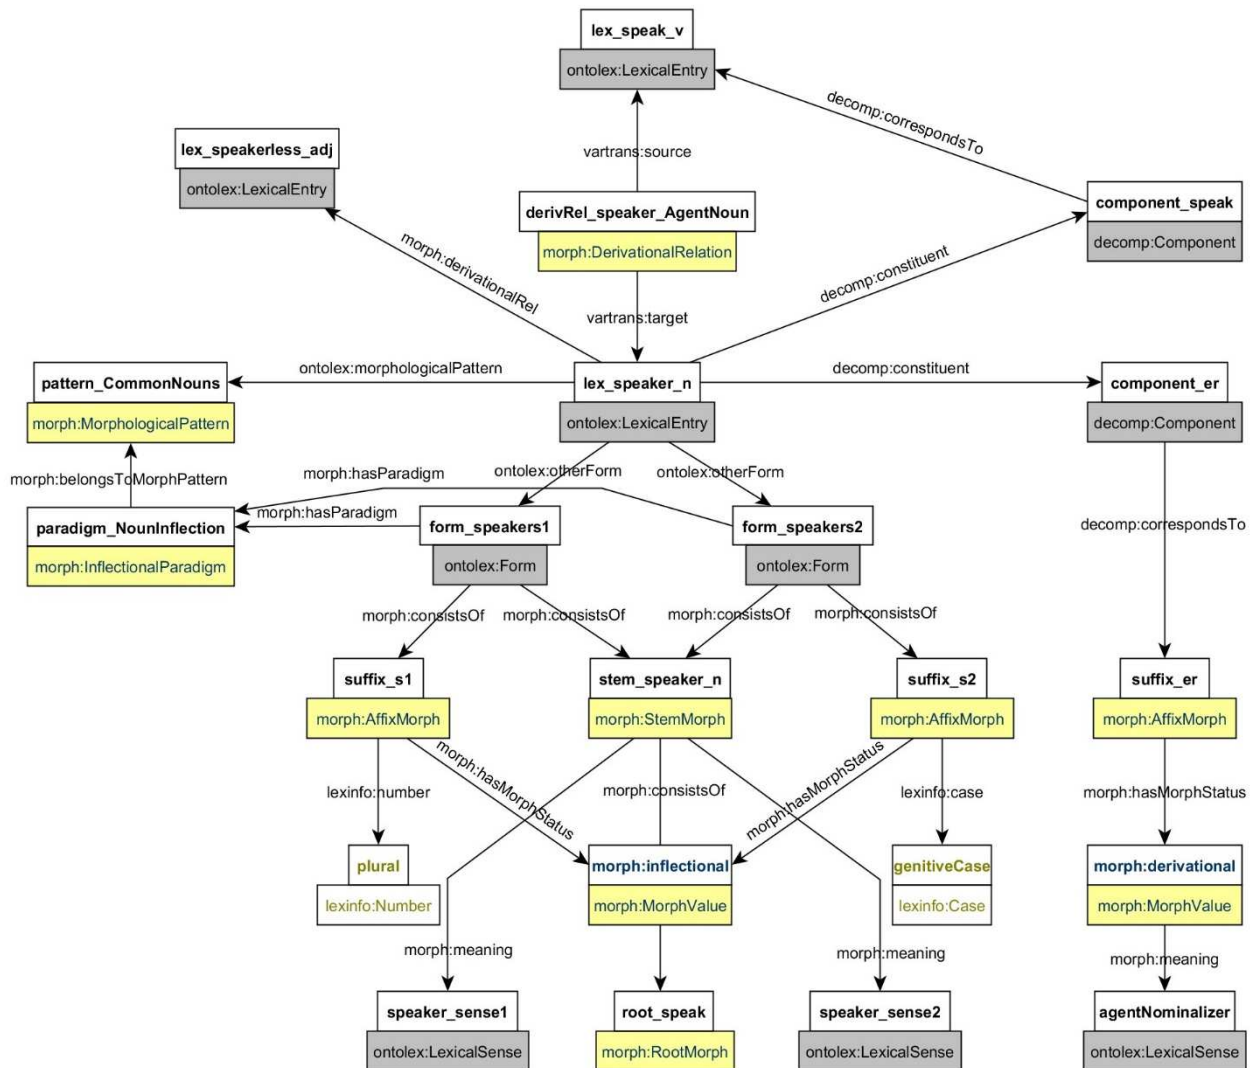 lex_speak_v
ontolex:LexicalEntry
decomp:correspondsTo
lex_speakerless_adj
ontolex:LexicalEntry
vartrans:source
derivRel_speaker_AgentNoun
morph:DerivationalRelation
component_speak
decomp:Component
morph:derivationalRel
decomp:constituent
vartrans:target
pattern_CommonNouns
morph:MorphologicalPattern
ontolex:morphologicalPattern
lex_speaker_n
ontolex:LexicalEntry
decomp:constituent
component_er
decomp:Component
morph:belongsToMorphPattern
morph:hasParadigm
ontolex:otherForm
ontolex:otherForm
morph:hasParadigm
paradigm_NounInflection
morph:InflectionalParadigm
form_speakers1
ontolex:Form
form_speakers2
ontolex:Form
decomp:correspondsTo
morph:consistsOf
morph:consistsOf
morph:consistsOf
morph:consistsOf
suffix_s1
morph:AffixMorph
stem_speaker_n
morph:StemMorph
suffix_s2
morph:AffixMorph
suffix_er
morph:AffixMorph
lexinfo:number
morph:hasMorphStatus
morph:consistsOf
morph:hasMorphStatus
lexinfo:case
morph:hasMorphStatus
plural
lexinfo:Number
morph:inflectional
morph:MorphValue
genitiveCase
lexinfo:Case
morph:derivational
morph:MorphValue
morph:meaning
morph:meaning
morph:meaning
speaker_sense1
ontolex:LexicalSense
root_speak
morph:RootMorph
speaker_sense2
ontolex:LexicalSense
agentNominalizer
ontolex:LexicalSense